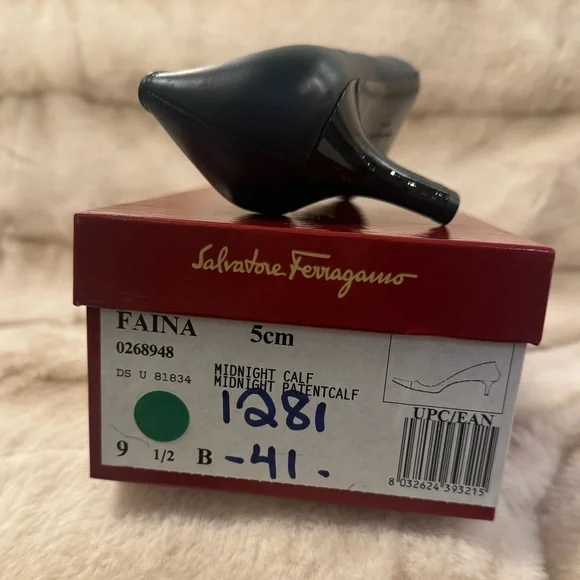 Salvatore Ferragamo
FAINA 5cm
0268948
DS U 81834 MIDNIGHT CALF
MIDNIGHT PATENTCALF
1281
UPC/EAN
9 1/2 B -41.
8 032624 393215